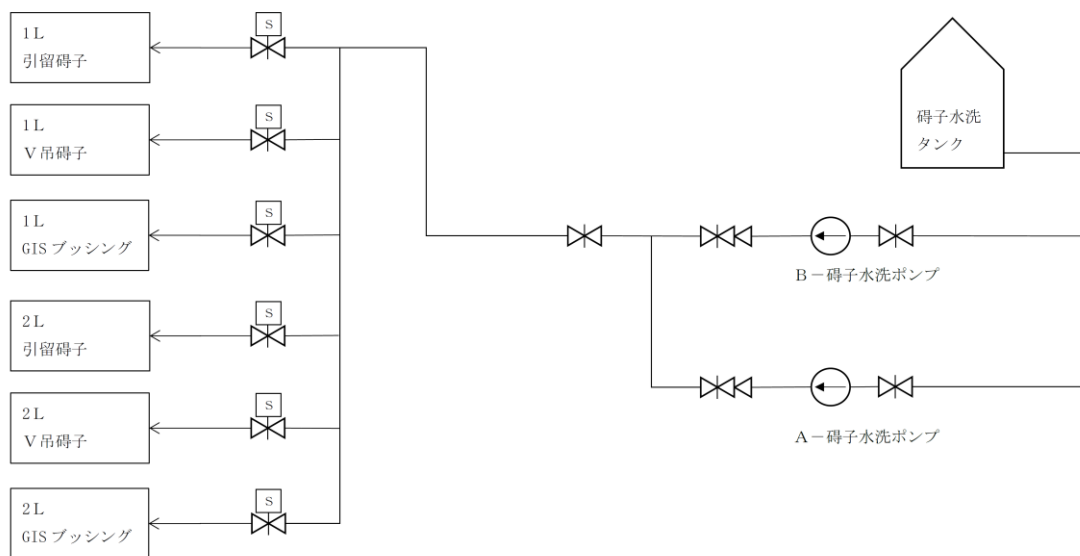 S
1L
引留碍子
S
1L
V吊碍子
S
1L
GISブッシング
S
2L
引留碍子
S
2L
V吊碍子
S
2L
GISブッシング
碍子水洗
タンク
B-碍子水洗ポンプ
A-碍子水洗ポンプ